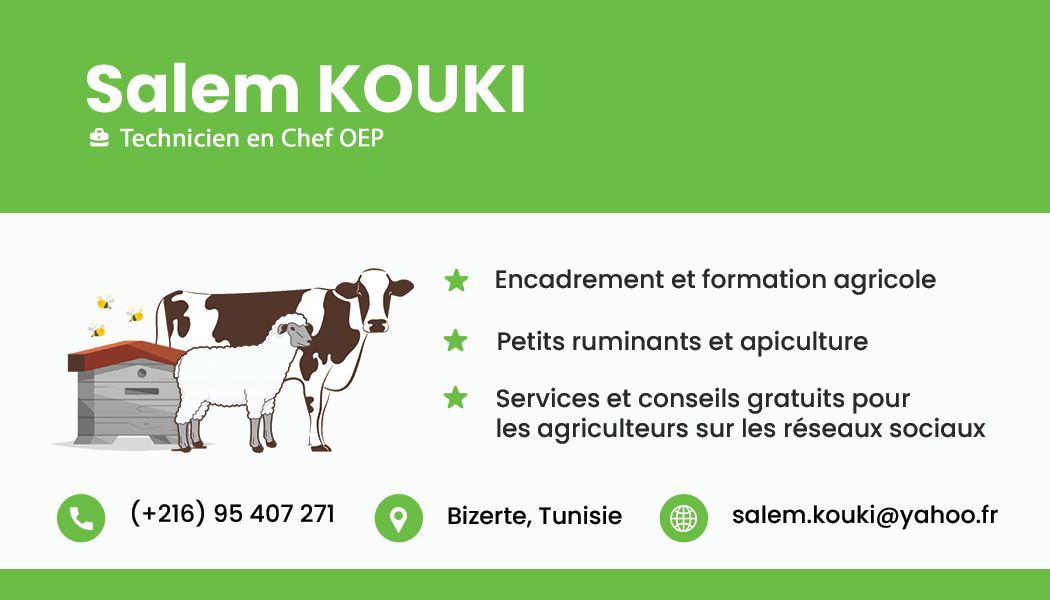 Salem KOUKI
Technicien en Chef OEP
Encadrement et formation agricole
Petits ruminants et apiculture
Services et conseils gratuits pour
les agriculteurs sur les réseaux sociaux
(+216) 95 407 271
Bizerte, Tunisie
salem.kouki@yahoo.fr